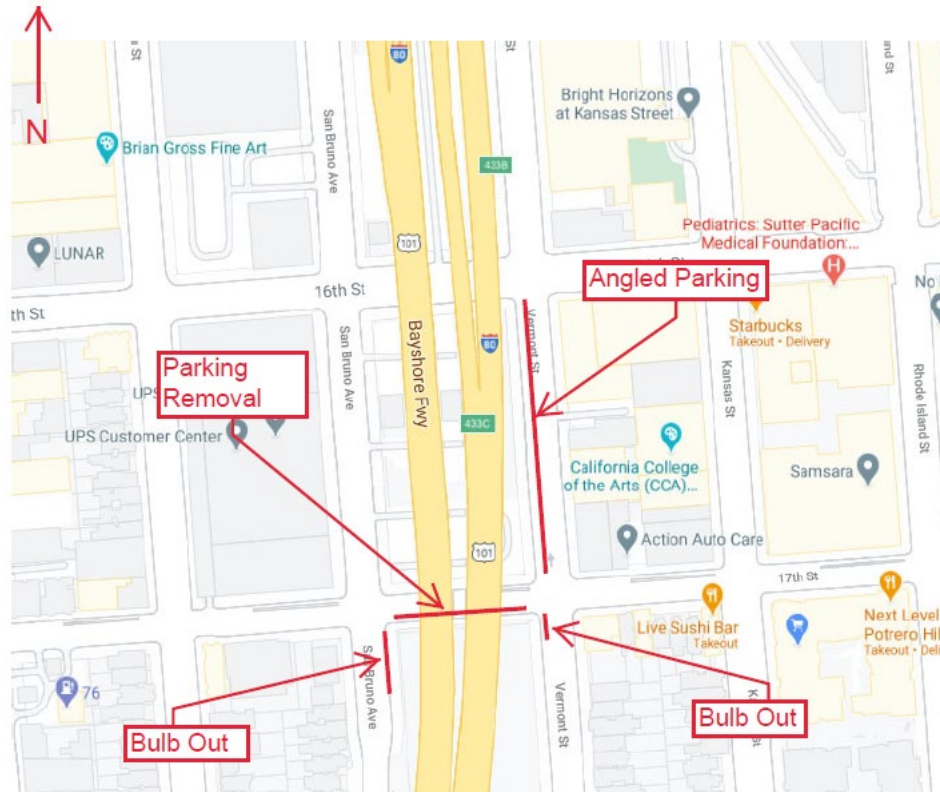 N
80
San Bruno Ave
Bright Horizons
at Kansas Street
Brian Gross Fine Art
433B
Pediatrics: Sutter Pacific
Medical Foundation...
101
LUNAR
16th St
Angled Parking
No
Starbucks
Takeout • Delivery
San Bruno Ave
Bayshore Fwy
80
Vermont St
Kansas St
Rhode Island St
Parking
Removal
UPS
UPS Customer Center
433C
California College
of the Arts (CCA)...
Samsara
101
Action Auto Care
17th St
Live Sushi Bar
Takeout
Next Level
Potrero Hil
Takeout • Deli
76
San Bruno Ave
Vermont St
Bulb Out
Bulb Out